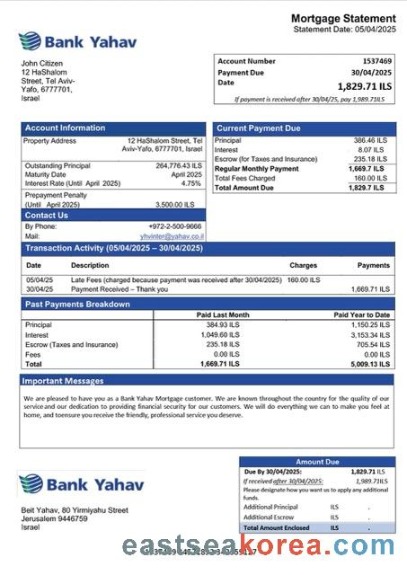 Mortgage Statement
Statement Date: 05/04/2025
Bank Yahav
John Citizen
12 HaShalom
Street, Tel Aviv-
Yafo, 6777701,
Israel
Account Number 1537469
Payment Due 30/04/2025
Date
1,829.71 ILS
If payment is received after 30/04/25, pay 1,989.71ILS
Account Information
Property Address 12 HaShalom Street, Tel
Aviv-Yafo, 6777701, Israel
Outstanding Principal 264,776.43 ILS
Maturity Date April 2025
Interest Rate (Until April 2025) 4.75%
Prepayment Penalty
(Until April 2025) 3,500.00 ILS
Contact Us
By Phone: +972-2-500-9666
Mail: yhvinter@yahav.co.il
Current Payment Due
Principal 386.46 ILS
Interest 8.07 ILS
Escrow (for Taxes and Insurance) 235.18 ILS
Regular Monthly Payment 1,669.7 ILS
Total Fees Charged 160.00 ILS
Total Amount Due 1,829.7 ILS
Transaction Activity (05/04/2025 – 30/04/2025)
Date Description Charges Payments
05/04/25 Late Fees (charged because payment was received after 30/04/2025) 160.00 ILS
30/04/25 Payment Received – Thank you 1,669.71 ILS
Past Payments Breakdown
Paid Last Month Paid Year to Date
Principal 384.93 ILS 1,150.25 ILS
Interest 1,049.60 ILS 3,153.34 ILS
Escrow (Taxes and Insurance) 235.18 ILS 705.54 ILS
Fees 0.00 ILS 0.00 ILS
Total 1,669.71 ILS 5,009.13 ILS
Important Messages
We are pleased to have you as a Bank Yahav Mortgage customer. We are known throughout the country for the quality of our
service and our dedication to providing financial security for our customers. We will do everything we can to make you feel at
home, and toensure you receive the friendly, professional service you deserve.
Bank Yahav
Beit Yahav, 80 Yirmiyahu Street
Jerusalem 9446759
Israel
Amount Due
Due By 30/04/2025: 1,829.71 ILS
If received after 30/04/2025: 1,989.71ILS
Please designate how you want us to apply any additional
funds.
Additional Principal ILS .
Additional Escrow ILS .
Total Amount Enclosed ILS .
eastseakorea.com